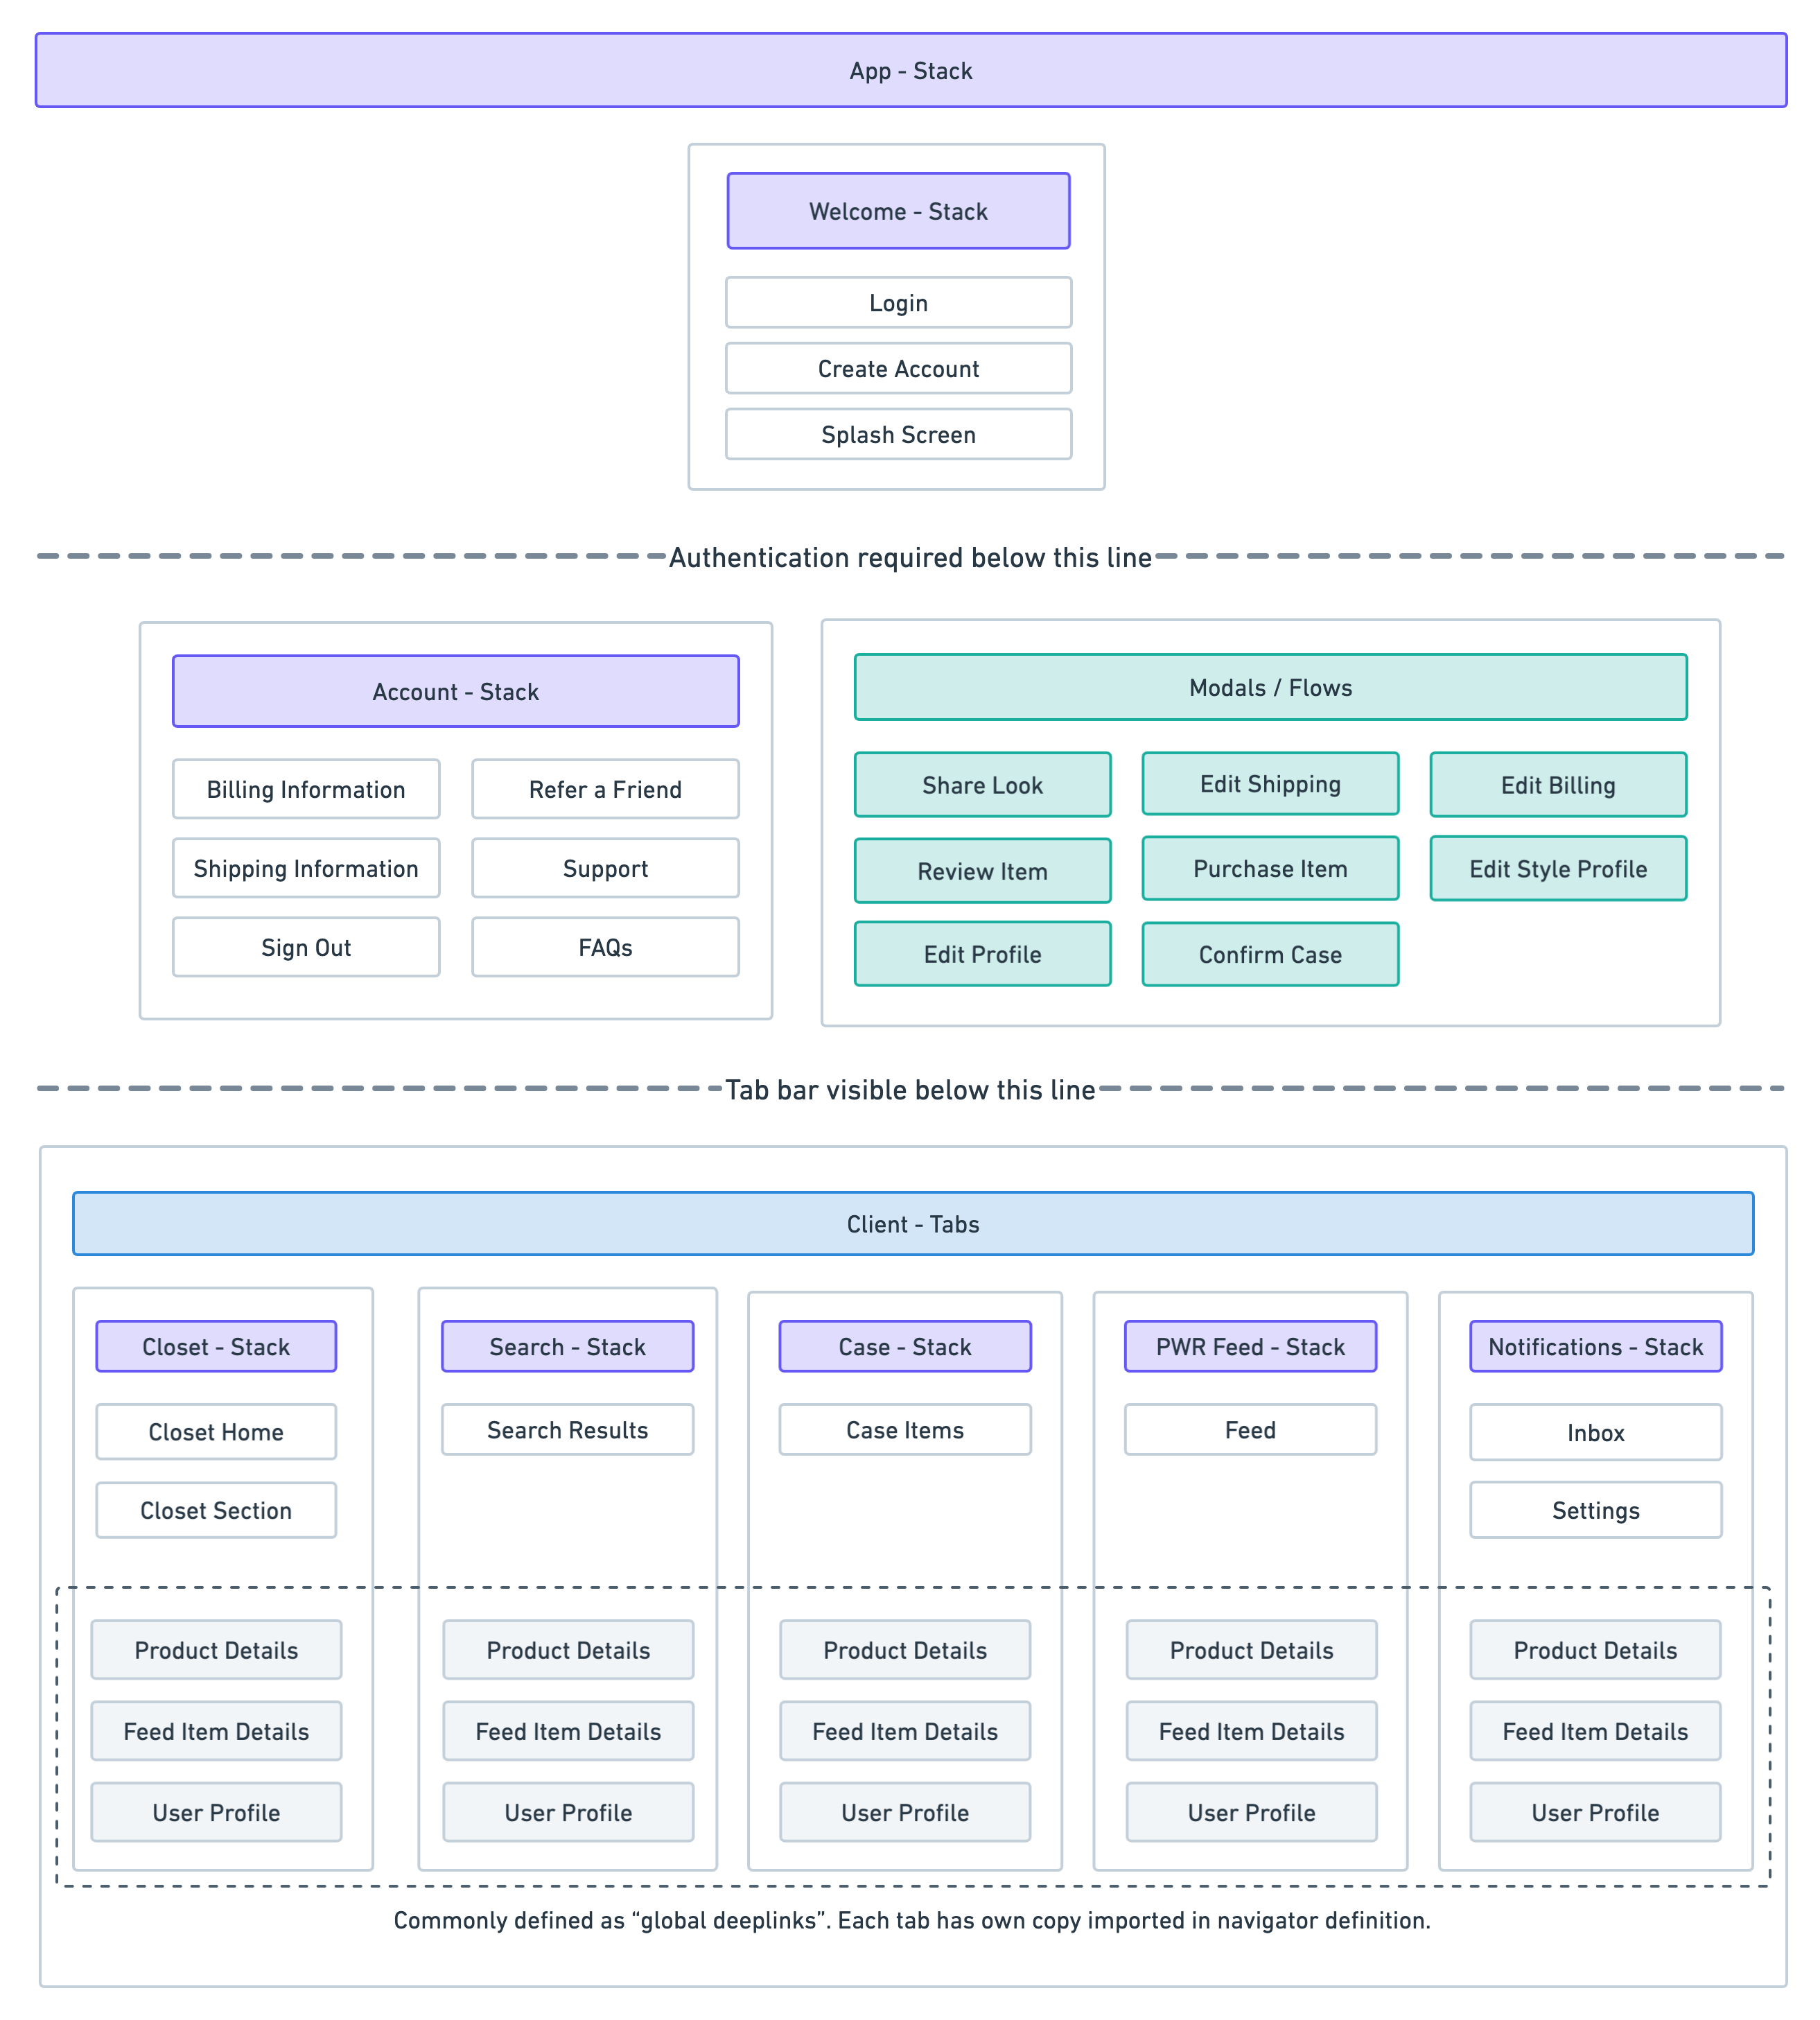 App - Stack
Welcome - Stack
Login
Create Account
Splash Screen
Authentication required below this line
Account - Stack
Billing Information
Refer a Friend
Shipping Information
Support
Sign Out
FAQs
Modals / Flows
Share Look
Edit Shipping
Edit Billing
Review Item
Purchase Item
Edit Style Profile
Edit Profile
Confirm Case
Tab bar visible below this line
Client - Tabs
Closet - Stack
Closet Home
Closet Section
Product Details
Feed Item Details
User Profile
Search - Stack
Search Results
Product Details
Feed Item Details
User Profile
Case - Stack
Case Items
Product Details
Feed Item Details
User Profile
PWR Feed - Stack
Feed
Product Details
Feed Item Details
User Profile
Notifications - Stack
Inbox
Settings
Product Details
Feed Item Details
User Profile
Commonly defined as “global deeplinks”. Each tab has own copy imported in navigator definition.